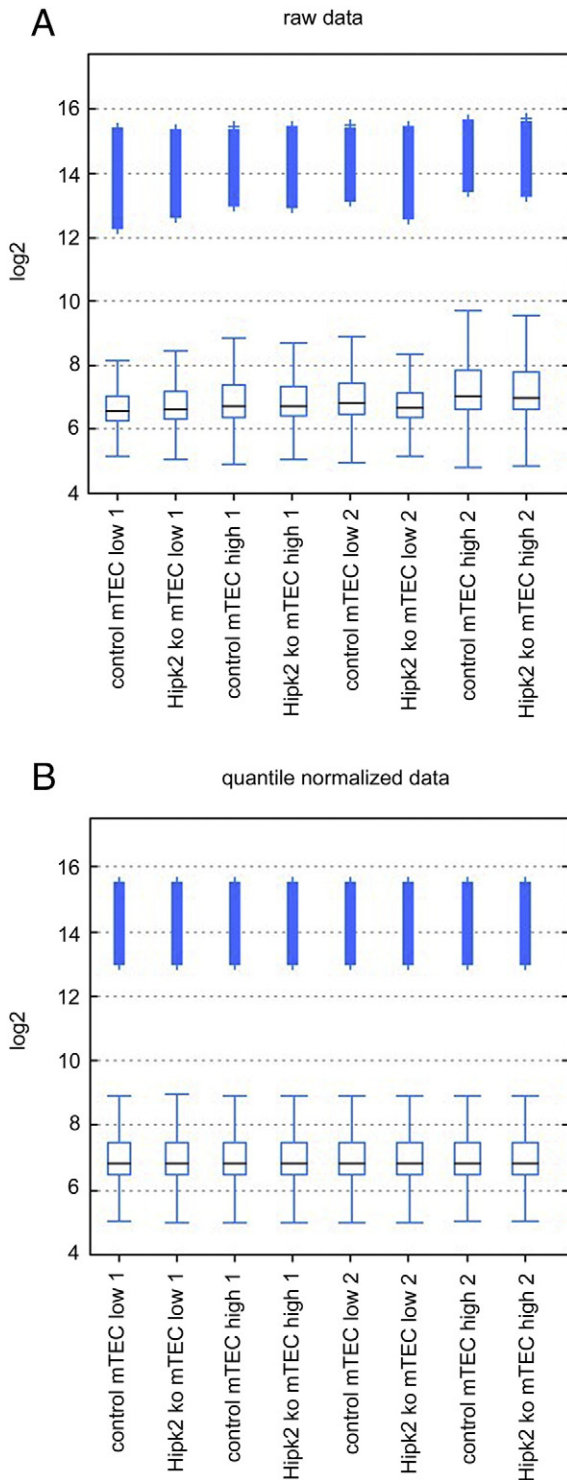 A
raw data
16
14
12
10
8
6
4
log2
control mTEC low 1
Hipk2 ko mTEC low 1
control mTEC high 1
Hipk2 ko mTEC high 1
control mTEC low 2
Hipk2 ko mTEC low 2
control mTEC high 2
Hipk2 ko mTEC high 2
B
quantile normalized data
16
14
12
10
8
6
4
log2
control mTEC low 1
Hipk2 ko mTEC low 1
control mTEC high 1
Hipk2 ko mTEC high 1
control mTEC low 2
Hipk2 ko mTEC low 2
control mTEC high 2
Hipk2 ko mTEC high 2